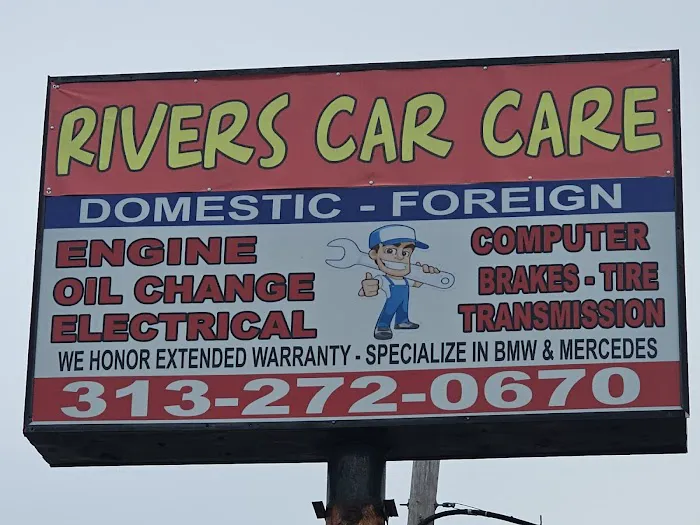 RIVERS CAR CARE
DOMESTIC - FOREIGN
ENGINE
OIL CHANGE
ELECTRICAL
COMPUTER
BRAKES - TIRE
TRANSMISSION
WE HONOR EXTENDED WARRANTY - SPECIALIZE IN BMW & MERCEDES
313-272-0670